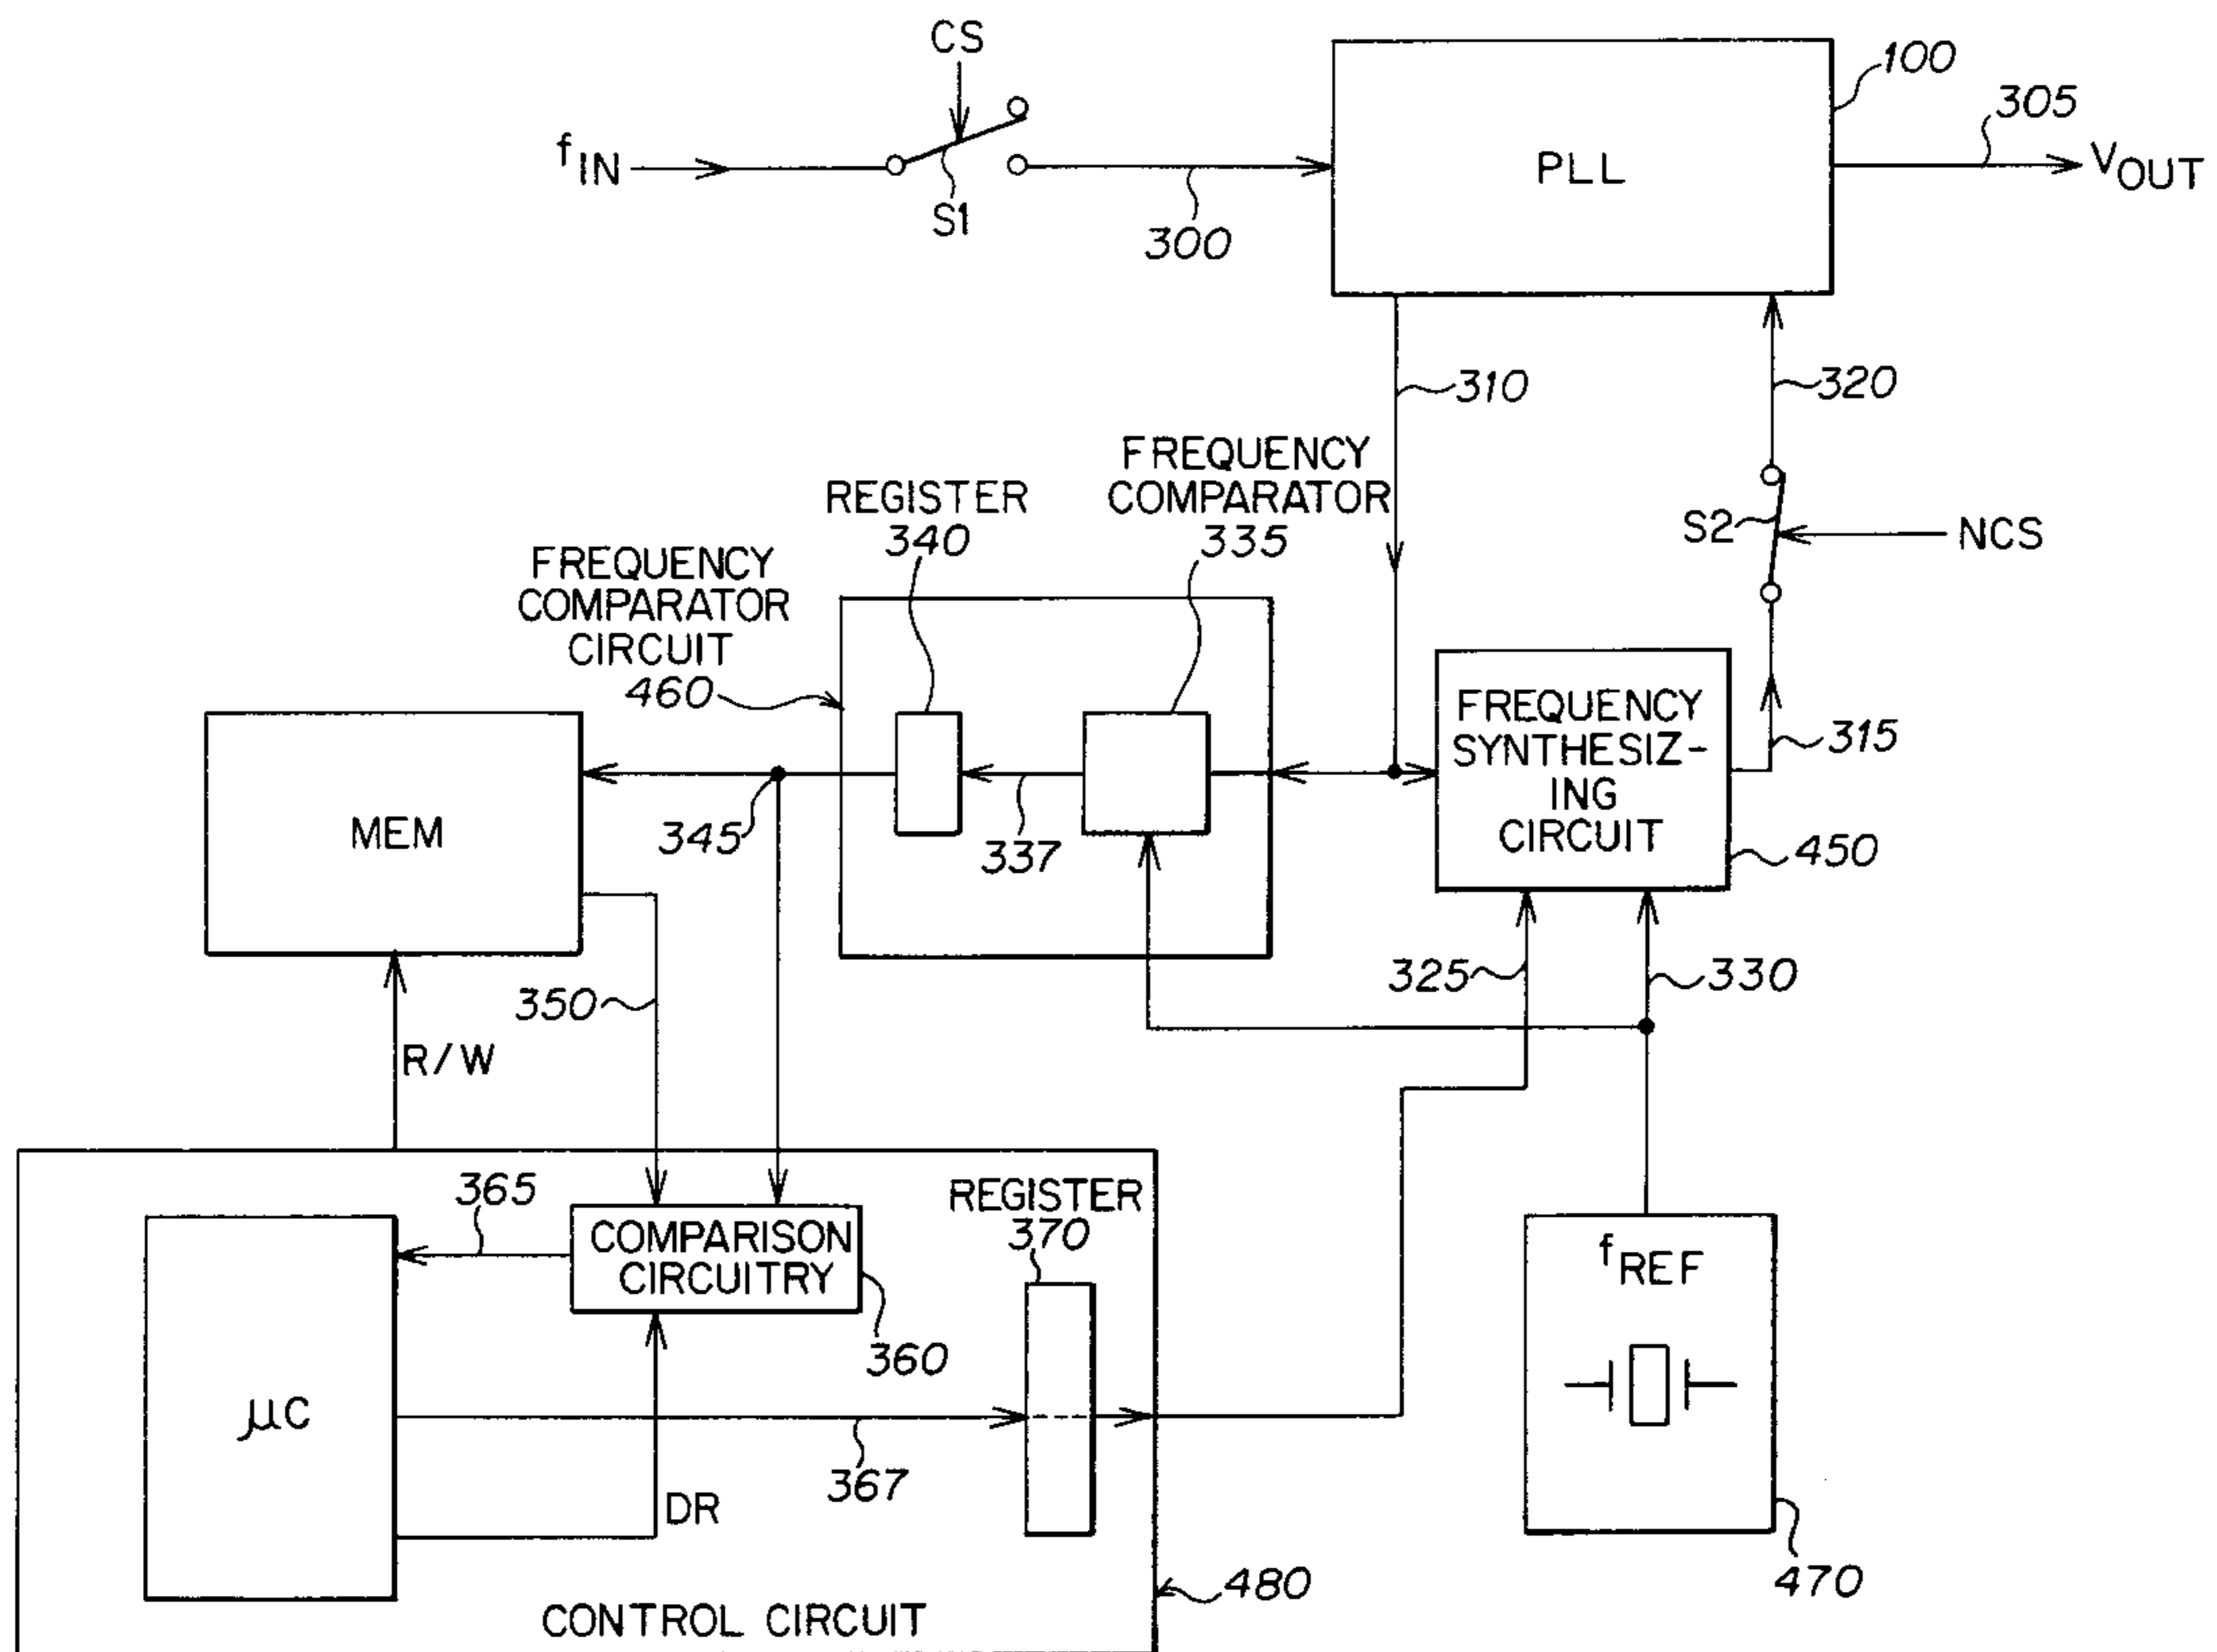 CS
100
305
fIN
PLL
VOUT
S1
300
310
320
FREQUENCY
COMPARATOR
335
REGISTER
340
S2
NCS
FREQUENCY
COMPARATOR
CIRCUIT
460
FREQUENCY
SYNTHESIZ-
ING
CIRCUIT
315
MEM
345
337
450
350
325
330
R/W
365
COMPARISON
CIRCUITRY
REGISTER
370
fREF
360
μC
367
DR
480
470
CONTROL CIRCUIT